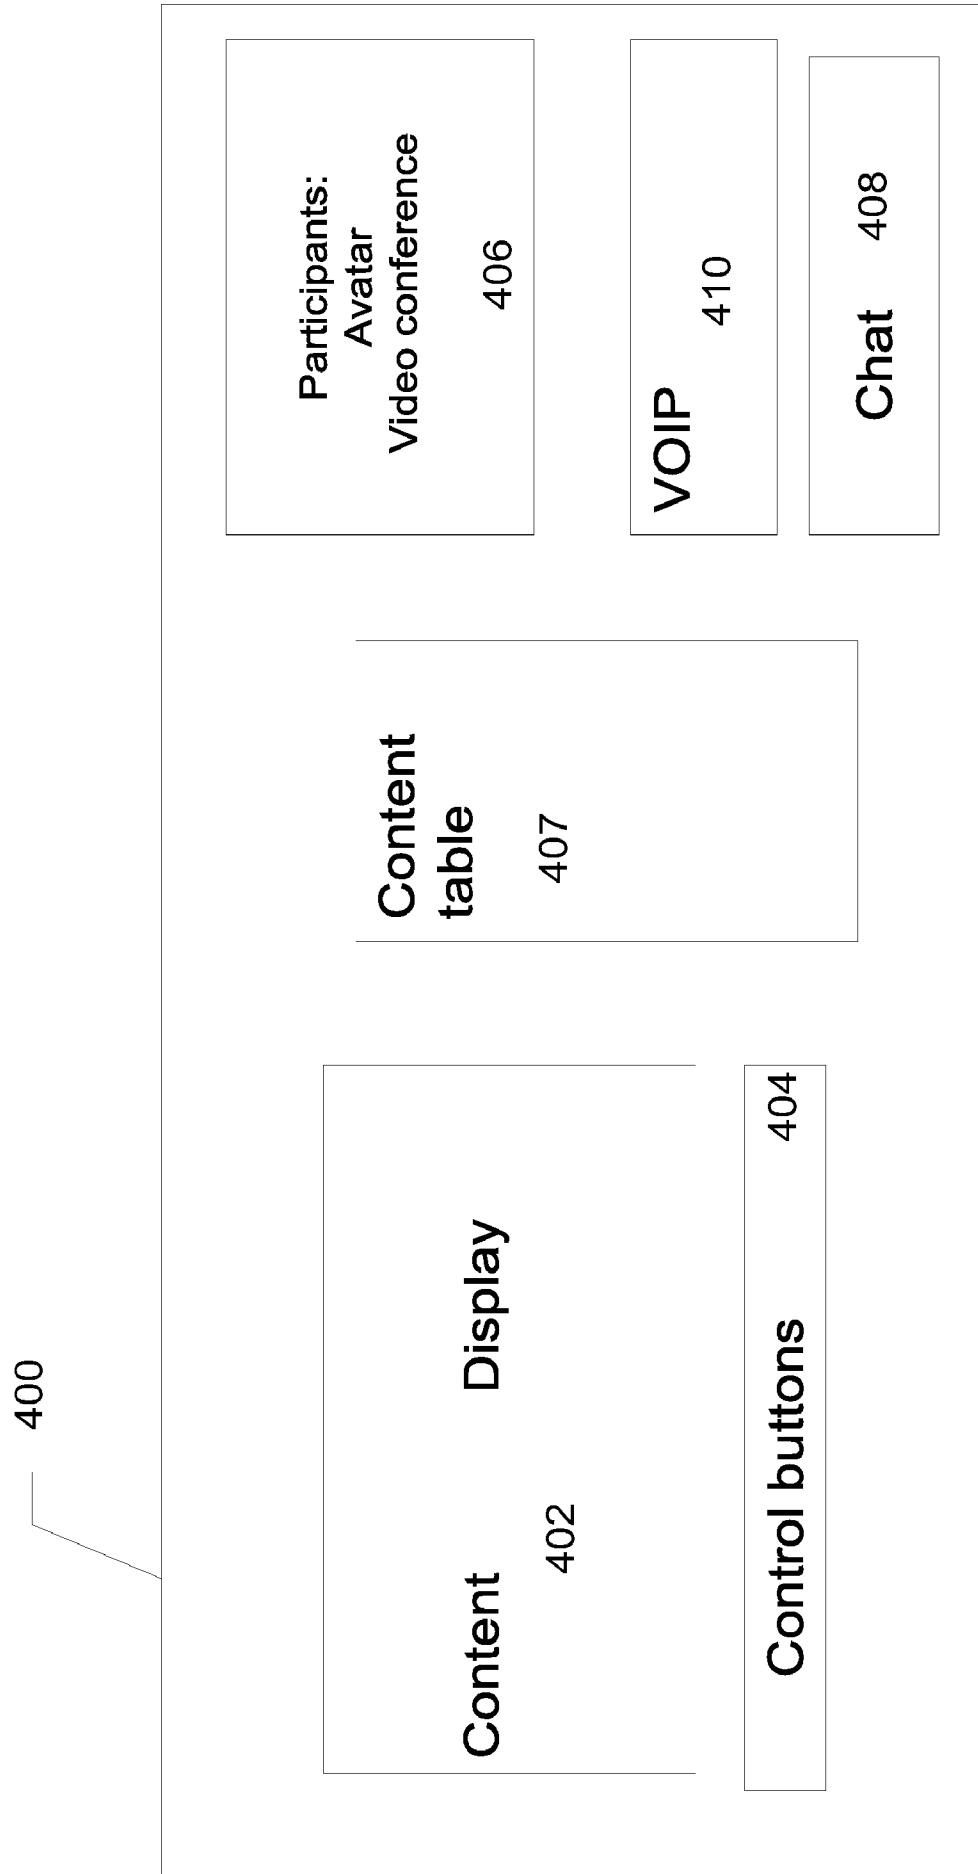 400
Content Display
402
Control buttons 404
Content
table
407
Participants:
Avatar
Video conference
406
VOIP
410
Chat 408